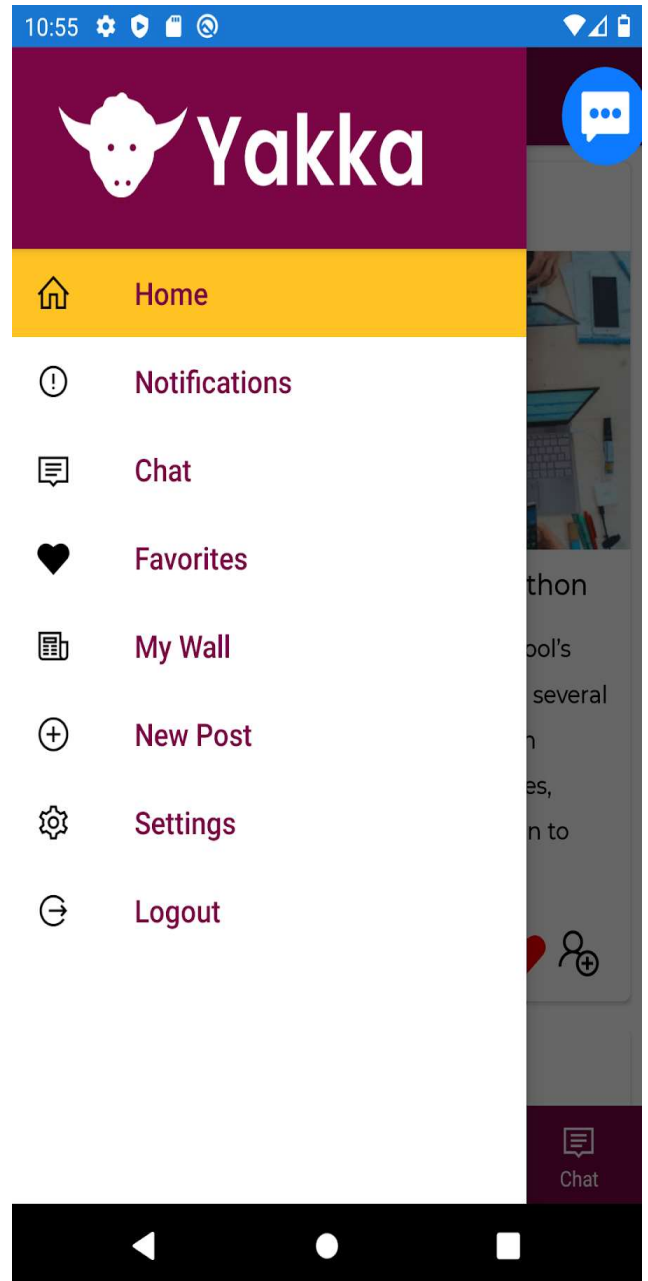 10:55
Yakka
Home
Notifications
Chat
Favorites
My Wall
New Post
Settings
Logout
thon
ool's
several
n
es,
n to
Chat